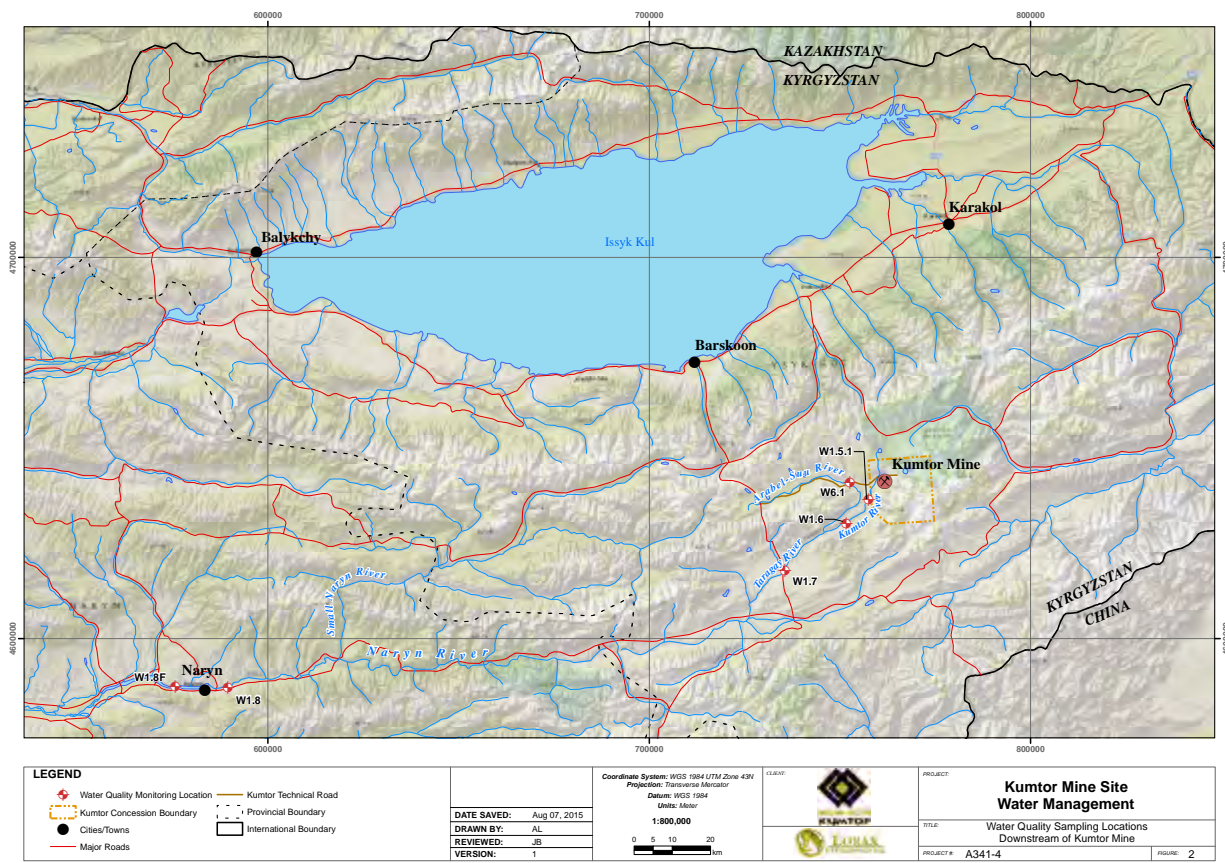 600000
700000
800000
KAZAKHSTAN
KYRGYZSTAN
Karakol
Balykchy
Issyk Kul
4700000
Barskoon
W1.5.1
Kumtor Mine
Arabel-Suu River
W6.1
W1.6
Kumtor River
Taragay River
W1.7
Small Naryn River
KYRGYZSTAN
CHINA
4600000
Naryn River
Naryn
W1.8F
W1.8
600000
700000
800000
LEGEND
Water Quality Monitoring Location
Kumtor Concession Boundary
Cities/Towns
Major Roads
Kumtor Technical Road
Provincial Boundary
International Boundary
DATE SAVED: Aug 07, 2015
DRAWN BY: AL
REVIEWED: JB
VERSION: 1
Coordinate System: WGS 1984 UTM Zone 43N
Projection: Transverse Mercator
Datum: WGS 1984
Units: Meter
1:800,000
0 5 10 20
km
CLIENT:
KUMTOR
LORAX
PROJECT:
Kumtor Mine Site
Water Management
TITLE:
Water Quality Sampling Locations
Downstream of Kumtor Mine
PROJECT #: A341-4
FIGURE: 2